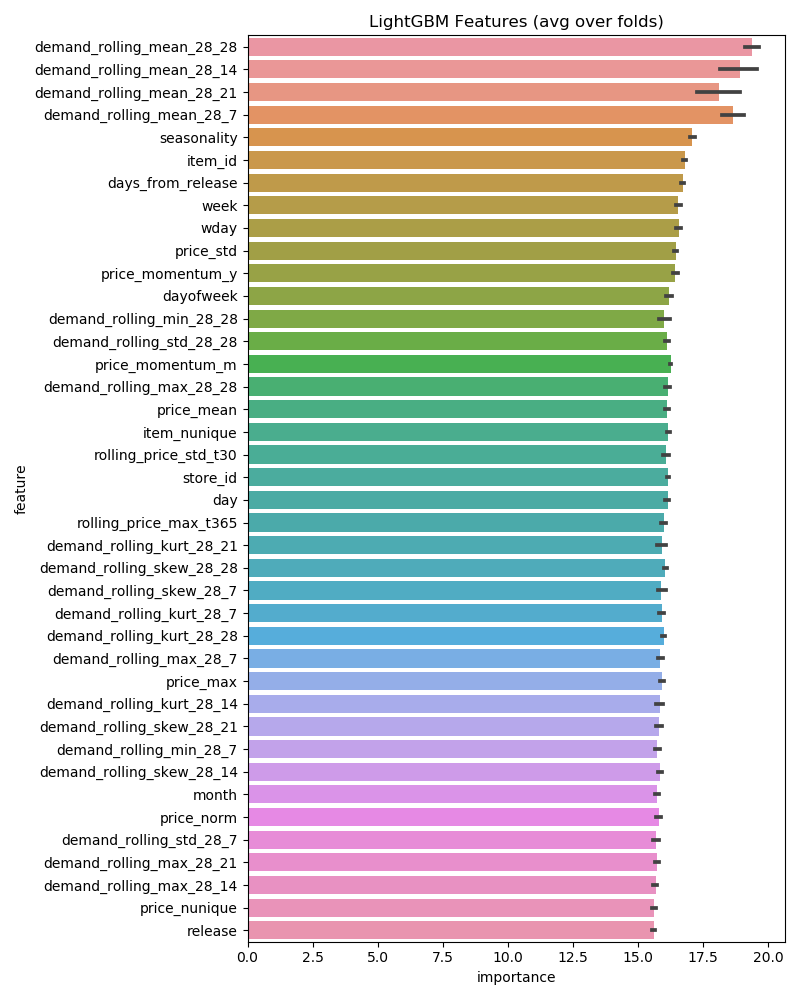 LightGBM Features (avg over folds)
demand_rolling_mean_28_28
demand_rolling_mean_28_14
demand_rolling_mean_28_21
demand_rolling_mean_28_7
seasonality
item_id
days_from_release
week
wday
price_std
price_momentum_y
dayofweek
demand_rolling_min_28_28
demand_rolling_std_28_28
price_momentum_m
demand_rolling_max_28_28
price_mean
item_nunique
rolling_price_std_t30
store_id
day
rolling_price_max_t365
demand_rolling_kurt_28_21
demand_rolling_skew_28_28
demand_rolling_skew_28_7
demand_rolling_kurt_28_7
demand_rolling_kurt_28_28
demand_rolling_max_28_7
price_max
demand_rolling_kurt_28_14
demand_rolling_skew_28_21
demand_rolling_min_28_7
demand_rolling_skew_28_14
month
price_norm
demand_rolling_std_28_7
demand_rolling_max_28_21
demand_rolling_max_28_14
price_nunique
release
feature
0.0 2.5 5.0 7.5 10.0 12.5 15.0 17.5 20.0
importance